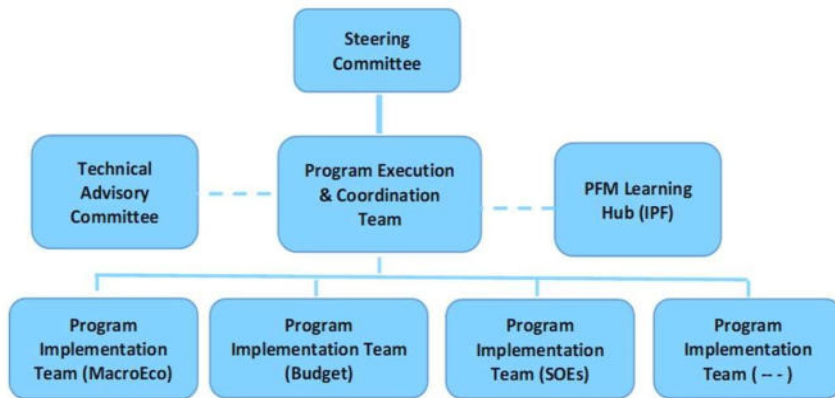 Steering
Committee
Technical
Advisory
Committee
Program Execution
& Coordination
Team
PFM Learning
Hub (IPF)
Program
Implementation
Team (MacroEco)
Program
Implementation Team
(Budget)
Program
Implementation
Team (SOEs)
Program
Implementation
Team ( -- - )